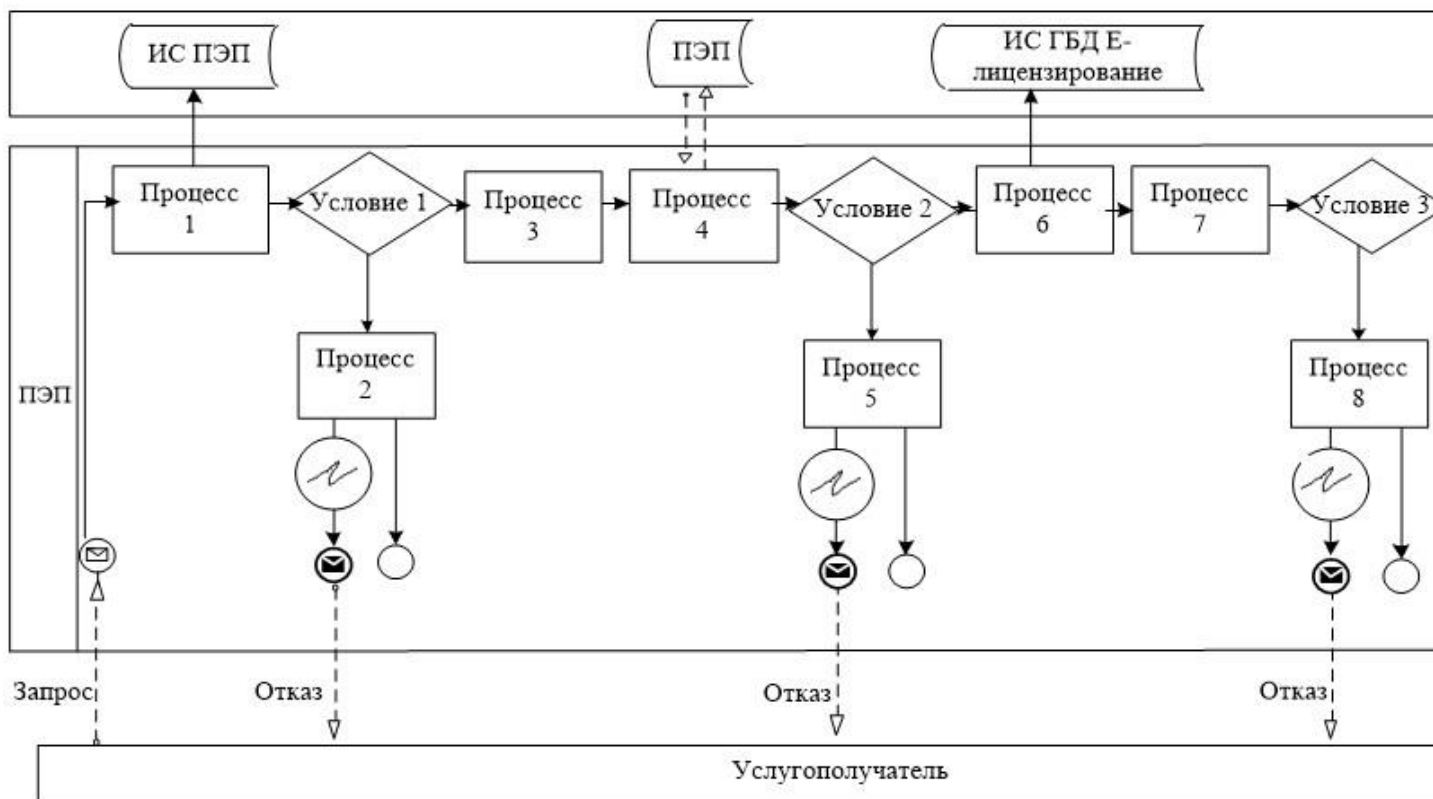 ИС ПЭП
ПЭП
ИС ГБД Е-
лицензирование
Процесс
1
Условие 1
Процесс
3
Процесс
4
Условие 2
Процесс
6
Процесс
7
Условие 3
Процесс
2
Процесс
5
Процесс
8
ПЭП
Запрос
Отказ
Отказ
Отказ
Услугополучатель